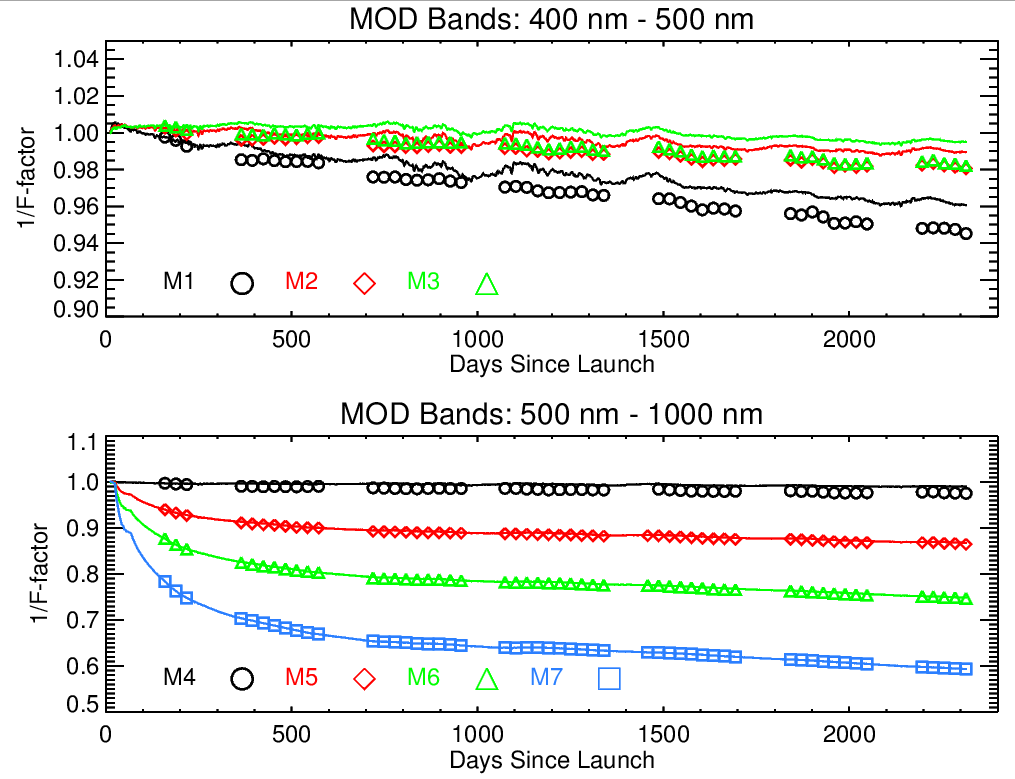 MOD Bands: 400 nm - 500 nm
1.04
1.02
1.00
0.98
0.96
0.94
0.92
0.90
1/F-factor
M1 M2 M3
0 500 1000 1500 2000
Days Since Launch
MOD Bands: 500 nm - 1000 nm
1.1
1.0
0.9
0.8
0.7
0.6
0.5
1/F-factor
M4 M5 M6 M7
0 500 1000 1500 2000
Days Since Launch